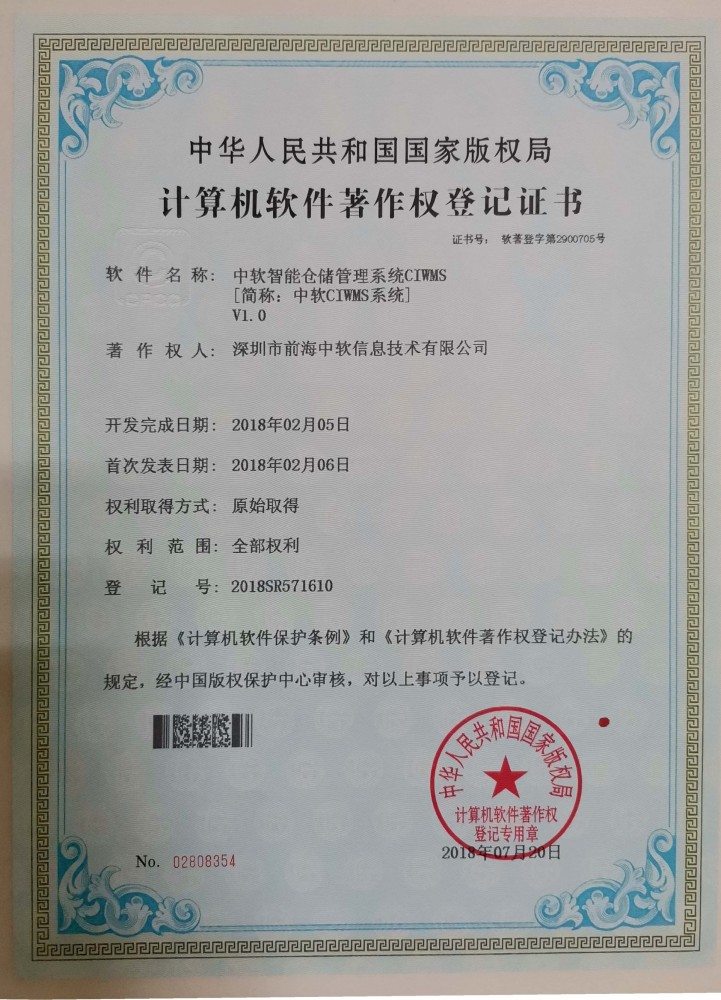 中华人民共和国国家版权局
计算机软件著作权登记证书
证书号： 软著登字第2900705号
软件名称： 中软智能仓储管理系统CIWMS
[简称：中软CIWMS系统]
V1.0
著作权人： 深圳市前海中软信息技术有限公司
开发完成日期： 2018年02月05日
首次发表日期： 2018年02月06日
权利取得方式： 原始取得
权利范围： 全部权利
登记号： 2018SR571610
根据《计算机软件保护条例》和《计算机软件著作权登记办法》的
规定，经中国版权保护中心审核，对以上事项予以登记。
中华人民共和国国家版权局
计算机软件著作权
登记专用章
2018年07月20日
No. 02808354